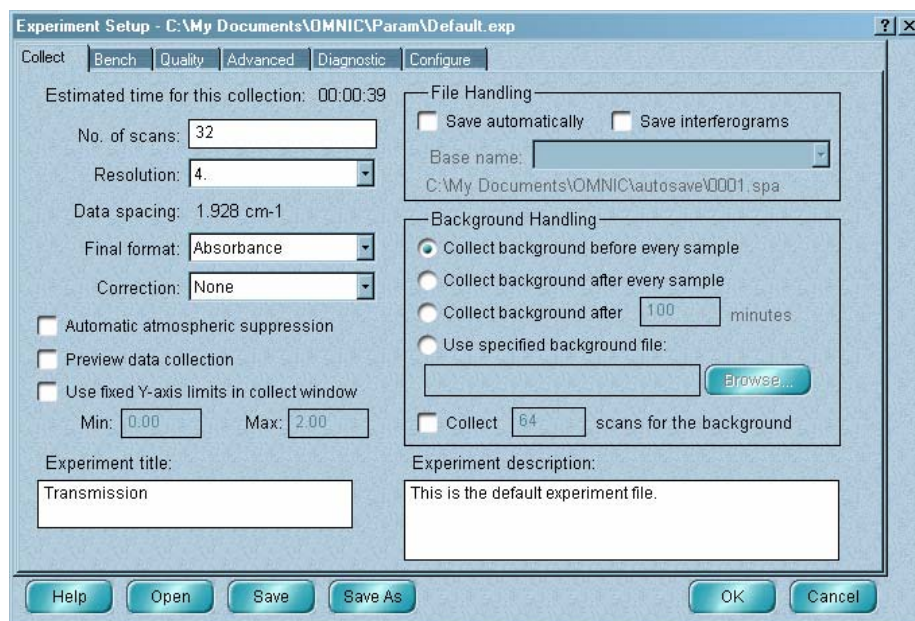 Experiment Setup - C:\My Documents\OMNIC\Param\Default.exp
Collect Bench Quality Advanced Diagnostic Configure
Estimated time for this collection: 00:00:39
No. of scans: 32
Resolution: 4.
Data spacing: 1.928 cm-1
Final format: Absorbance
Correction: None
Automatic atmospheric suppression
Preview data collection
Use fixed Y-axis limits in collect window
Min: 0.00 Max: 2.00
Experiment title:
Transmission
File Handling
Save automatically Save interferograms
Base name:
C:\My Documents\OMNIC\autosave\0001.spa
Background Handling
Collect background before every sample
Collect background after every sample
Collect background after 100 minutes
Use specified background file:
Browse...
Collect 64 scans for the background
Experiment description:
This is the default experiment file.
Help Open Save Save As OK Cancel